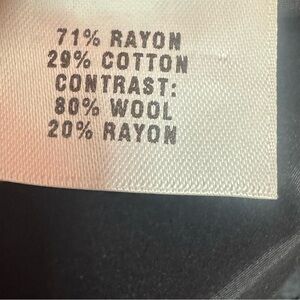 71% RAYON
29% COTTON
CONTRAST:
80% WOOL
20% RAYON